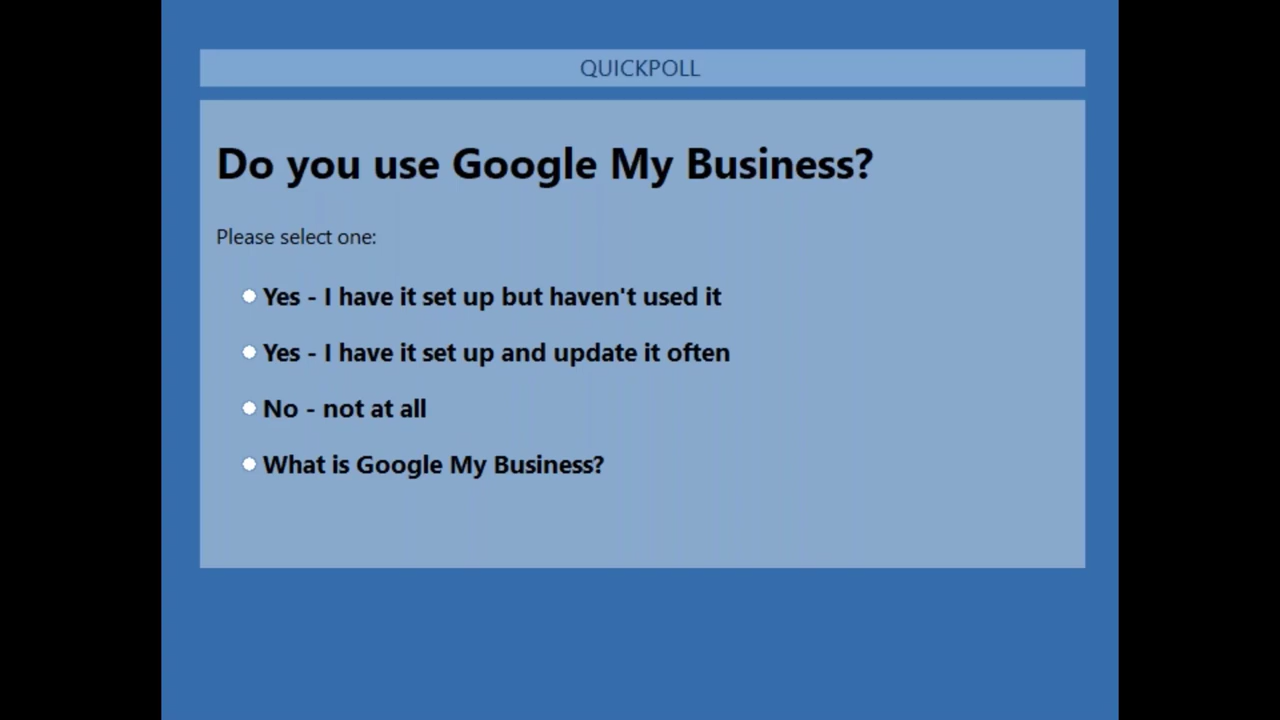 QUICKPOLL
Do you use Google My Business?
Please select one:
Yes - I have it set up but haven't used it
Yes - I have it set up and update it often
No - not at all
What is Google My Business?